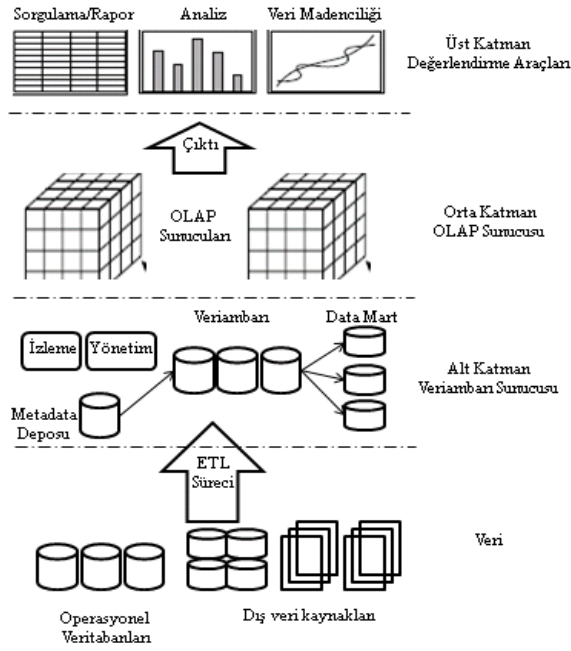 Sorgulama/Rapor
Analiz
Veri Madenciliği
Üst Katman
Değerlendirme Araçları
Çıktı
OLAP
Sunucuları
Orta Katman
OLAP Sunucusu
Veriambarı
Data Mart
İzleme
Yönetim
Alt Katman
Veriambarı Sunucusu
Metadata
Deposu
ETL
Süreci
Veri
Operasyonel
Veritabanları
Dış veri kaynakları